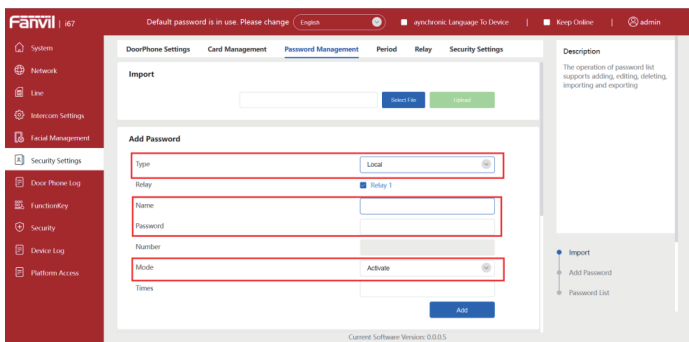 Fanvil | i67
Default password is in use. Please change
English
aynchronic Language To Device
|
Keep Online
|
admin
System
Network
Line
Intercom Settings
Facial Management
Security Settings
Door Phone Log
FunctionKey
Security
Device Log
Platform Access
DoorPhone Settings Card Management Password Management Period Relay Security Settings
Import
Select File Upload
Add Password
Type Local
Relay Relay 1
Name
Password
Number
Mode Activate
Times
Add
Description
The operation of password list
supports adding, editing, deleting,
importing and exporting
Import
Add Password
Password List
Current Software Version: 0.0.0.5